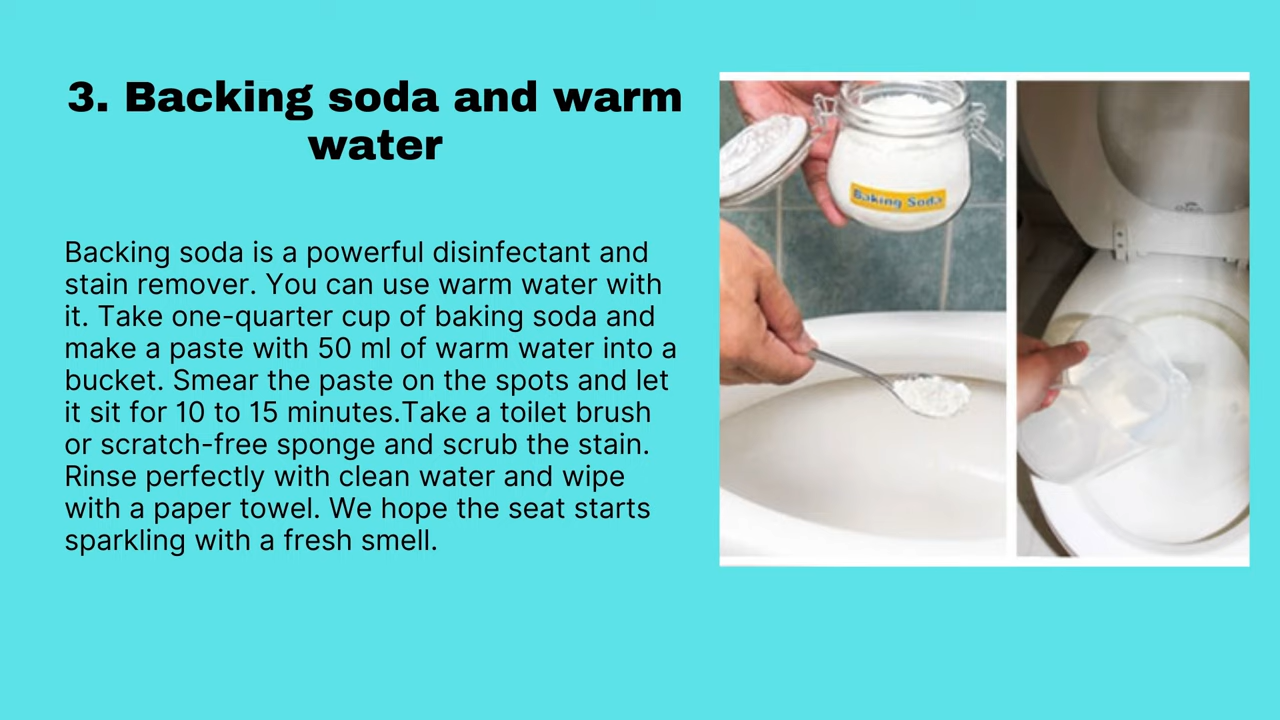 3. Backing soda and warm
water
Backing soda is a powerful disinfectant and
stain remover. You can use warm water with
it. Take one-quarter cup of baking soda and
make a paste with 50 ml of warm water into a
bucket. Smear the paste on the spots and let
it sit for 10 to 15 minutes.Take a toilet brush
or scratch-free sponge and scrub the stain.
Rinse perfectly with clean water and wipe
with a paper towel. We hope the seat starts
sparkling with a fresh smell.
Baking Soda